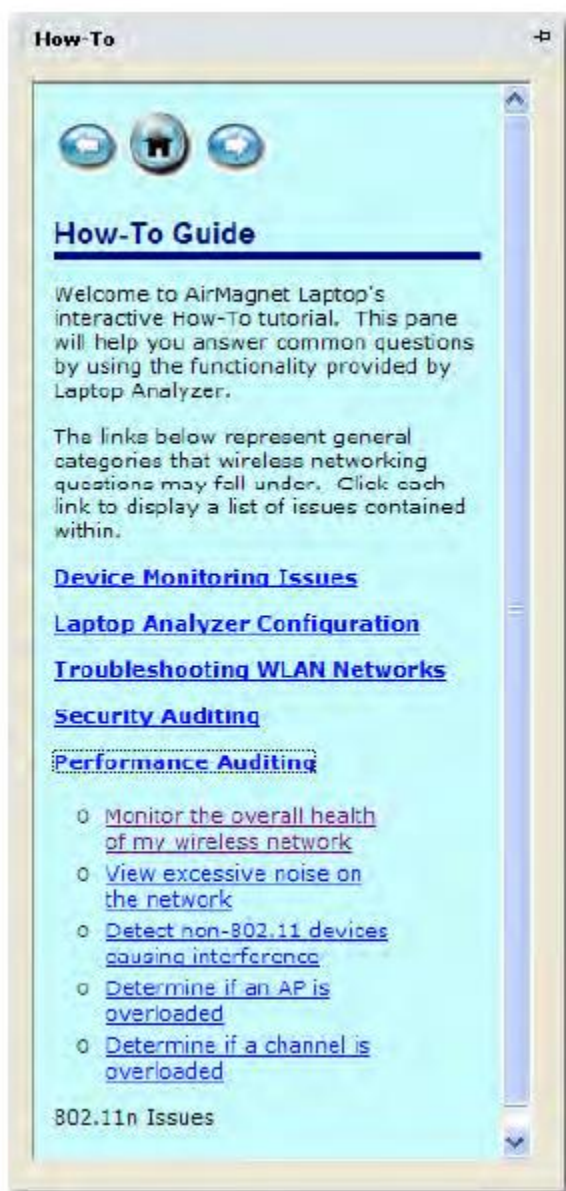 How-To
How-To Guide
Welcome to AirMagnet Laptop's
interactive How-To tutorial. This pane
will help you answer common questions
by using the functionality provided by
Laptop Analyzer.
The links below represent general
categories that wireless networking
questions may fall under. Click each
link to display a list of issues contained
within.
Device Monitoring Issues
Laptop Analyzer Configuration
Troubleshooting WLAN Networks
Security Auditing
Performance Auditing
o Monitor the overall health
of my wireless network
o View excessive noise on
the network
o Detect non-802.11 devices
causing interference
o Determine if an AP is
overloaded
o Determine if a channel is
overloaded
802.11n Issues